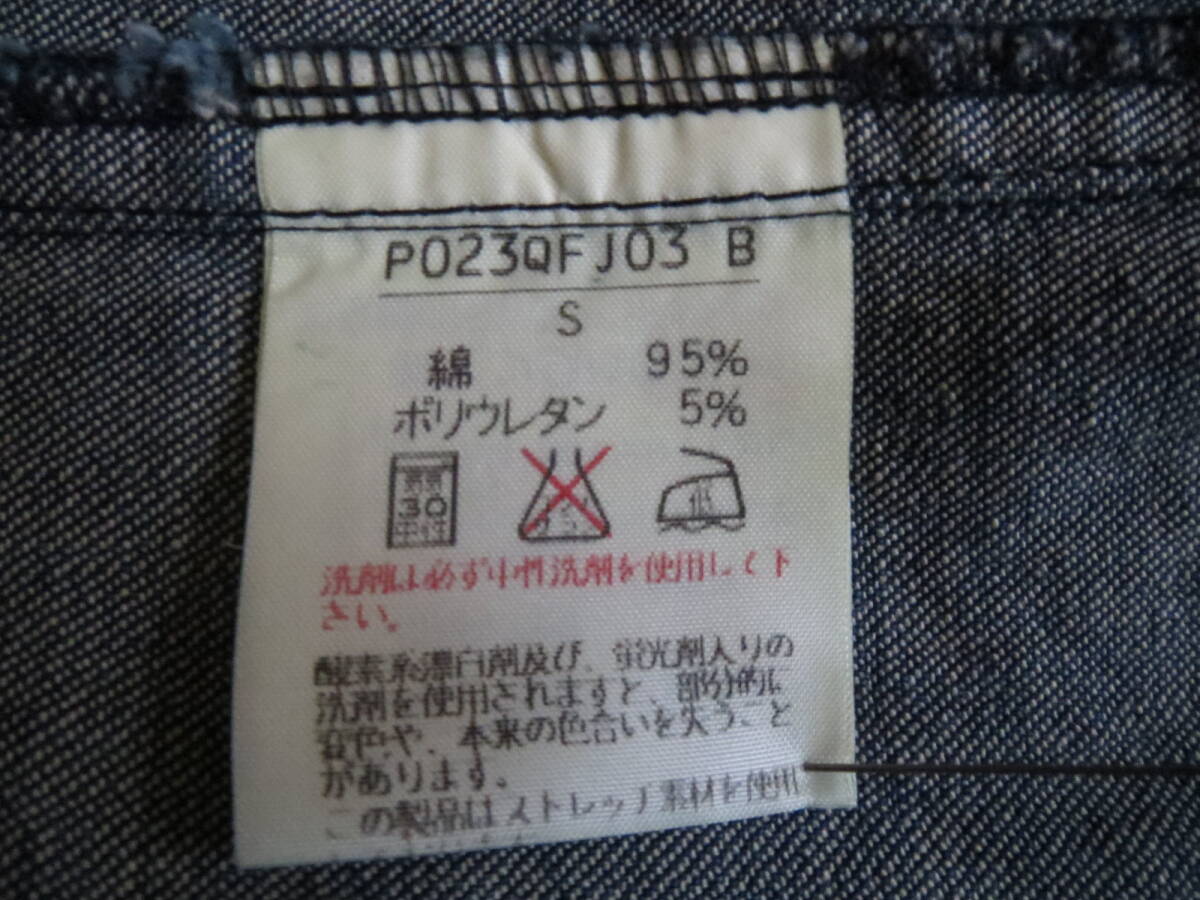 P023QFJ03 B
S
綿 95%
ポリウレタン 5%
30
中性
低
洗剤は必ず中性洗剤を使用して下
さい。
酸素系漂白剤及び、蛍光剤入りの
洗剤を使用されますと、部分的に
変色や、本来の色合いを失うこと
があります。
この製品はストレッチ素材を使用